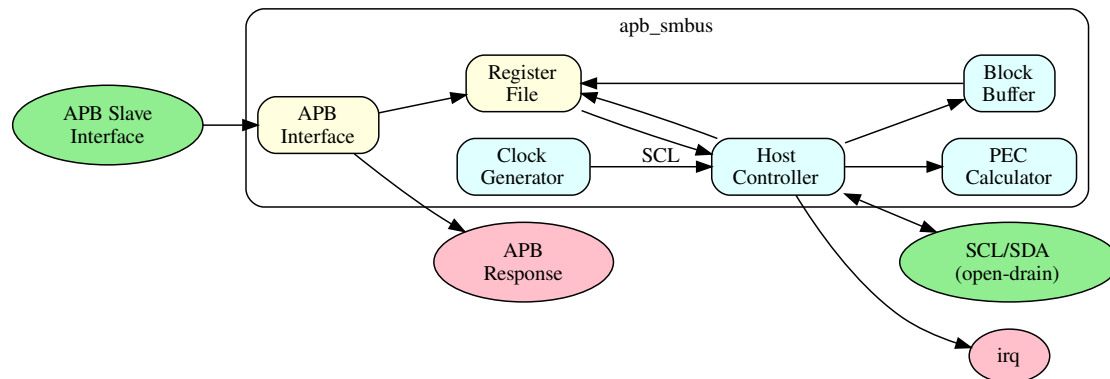 apb_smbus
APB Slave
Interface
APB
Interface
Register
File
Block
Buffer
Clock
Generator
SCL
Host
Controller
PEC
Calculator
APB
Response
SCL/SDA
(open-drain)
irq